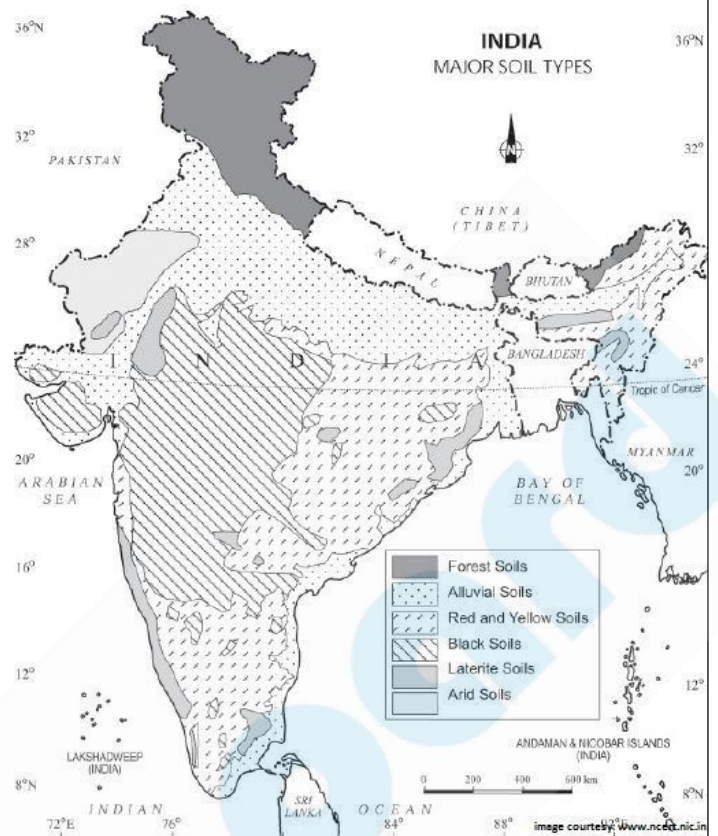 36°N
36°N
INDIA
MAJOR SOIL TYPES
N
32°
32°
PAKISTAN
CHINA
(TIBET)
28°
28°
NEPAL
BHUTAN
INDIA
BANGLADESH
24°
Tropic of Cancer
MYANMAR
20°
20°
ARABIAN
SEA
BAY OF
BENGAL
16°
16°
Forest Soils
Alluvial Soils
Red and Yellow Soils
Black Soils
Laterite Soils
Arid Soils
12°
12°
LAKSHADWEEP
(INDIA)
ANDAMAN & NICOBAR ISLANDS
(INDIA)
8°N
8°N
0 200 400 600 km
SRI
LANKA
INDIAN OCEAN
72°E 76° 84° 88° 92°E
image courtesy: www.ncert.nic.in